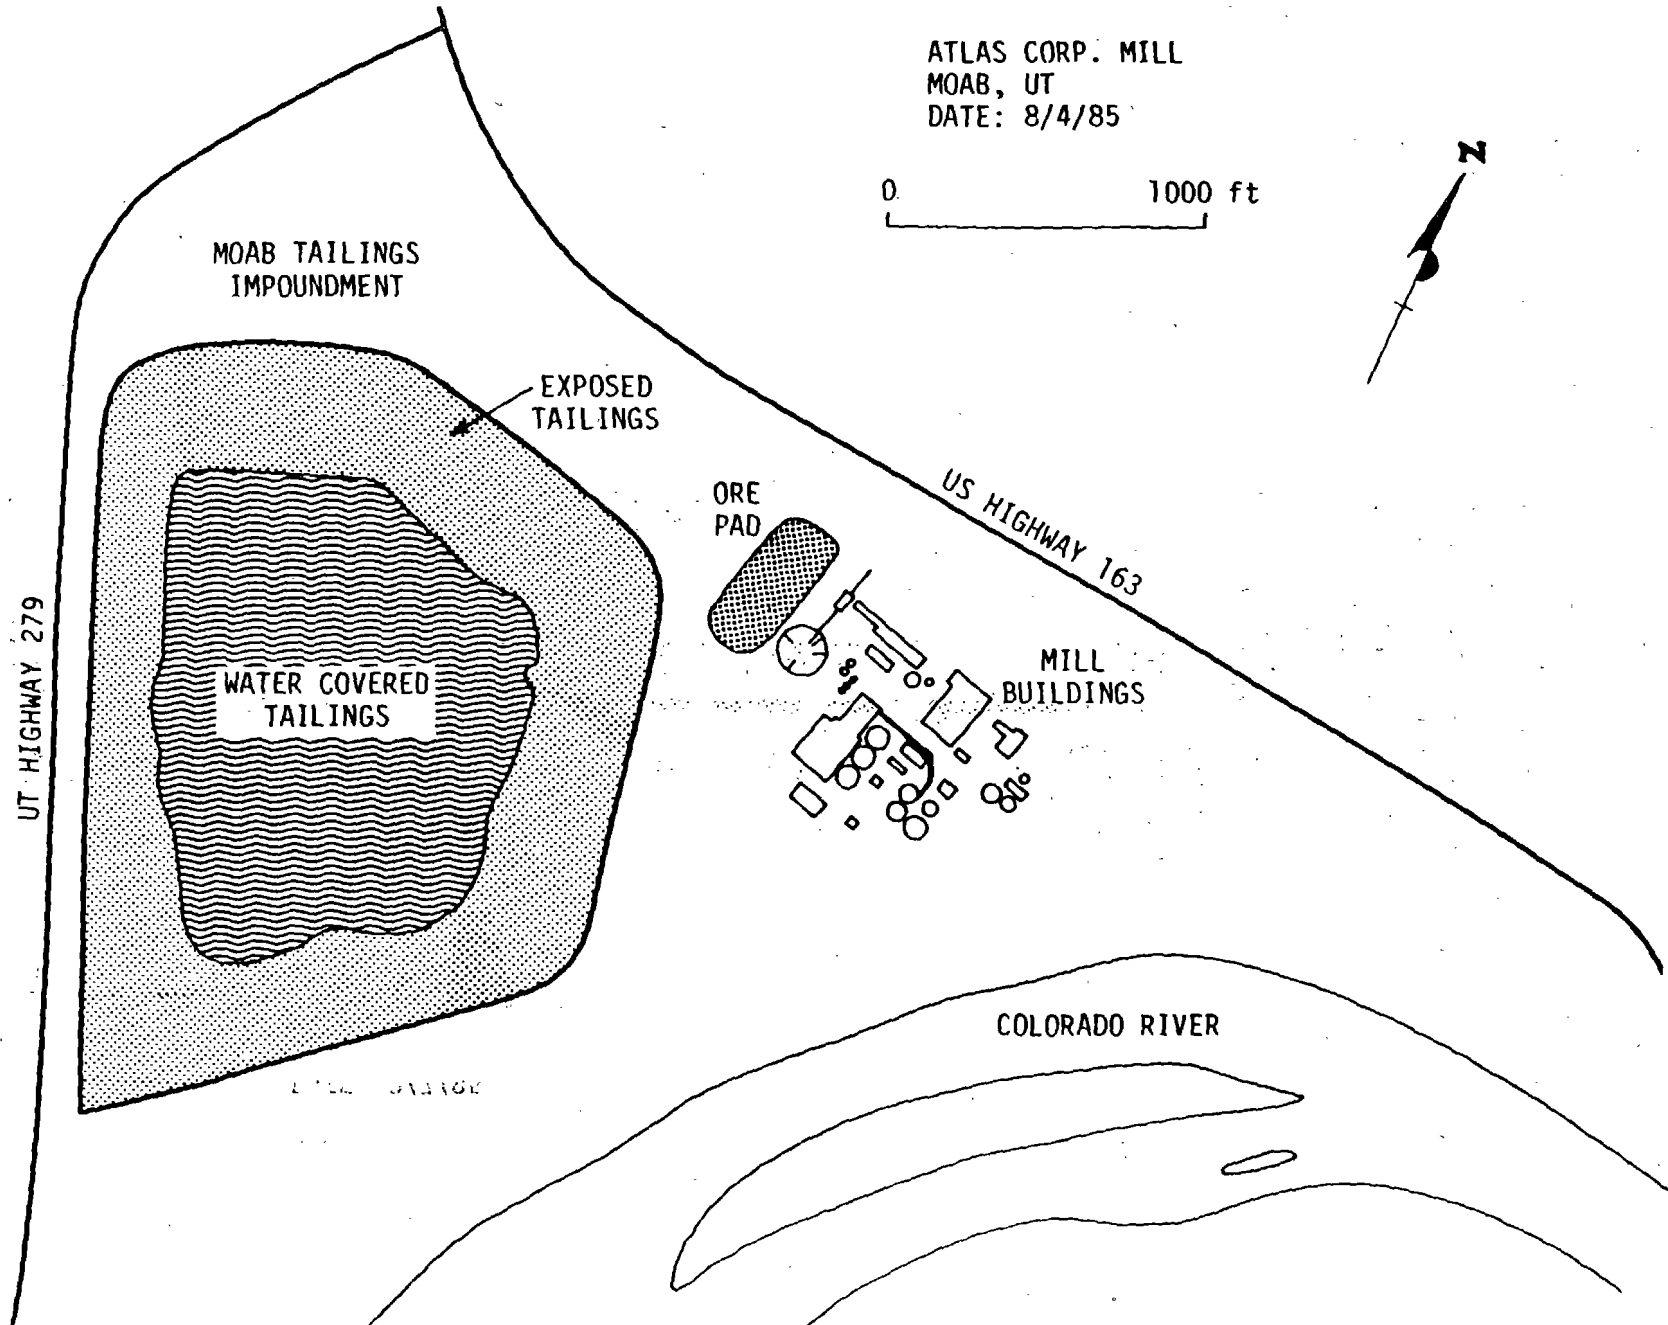 ATLAS CORP. MILL
MOAB, UT
DATE: 8/4/85
0
1000 ft
N
MOAB TAILINGS
IMPOUNDMENT
EXPOSED
TAILINGS
ORE
PAD
US HIGHWAY 163
MILL
BUILDINGS
WATER COVERED
TAILINGS
UT HIGHWAY 279
COLORADO RIVER